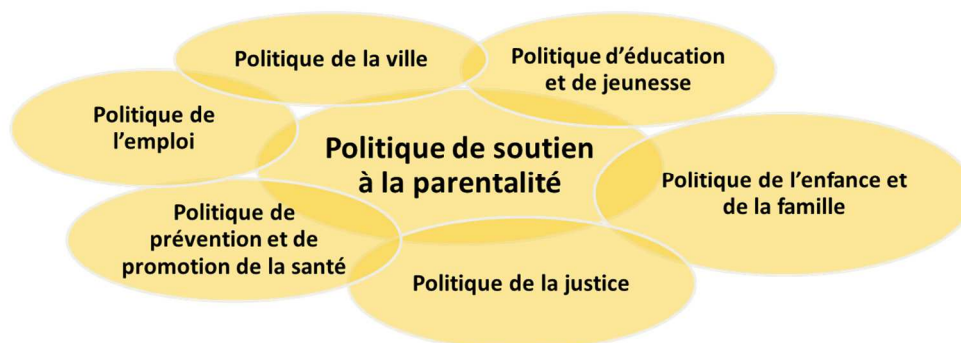 Politique de la ville
Politique d’éducation
et de jeunesse
Politique de
l’emploi
Politique de soutien
à la parentalité
Politique de l’enfance et
de la famille
Politique de
prévention et de
promotion de la santé
Politique de la justice